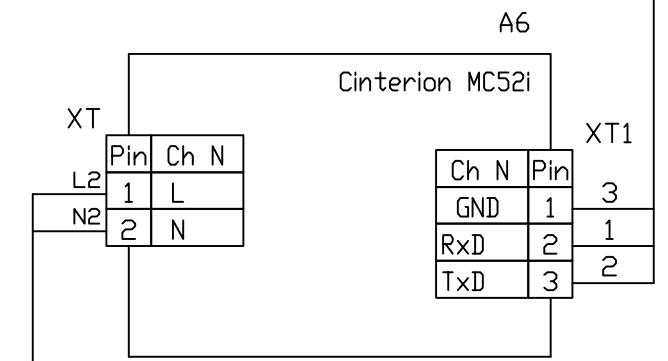 A6
Cinterion MC52i
XT
Pin Ch N
L2 1 L
N2 2 N
XT1
Ch N Pin
GND 1 3
RxD 2 1
TxD 3 2